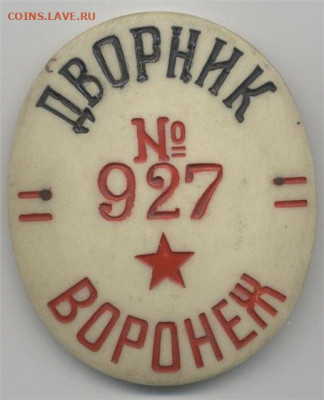 COINS.LAVE.RU
ДВОРНИК
№
927
ВОРОНЕЖ